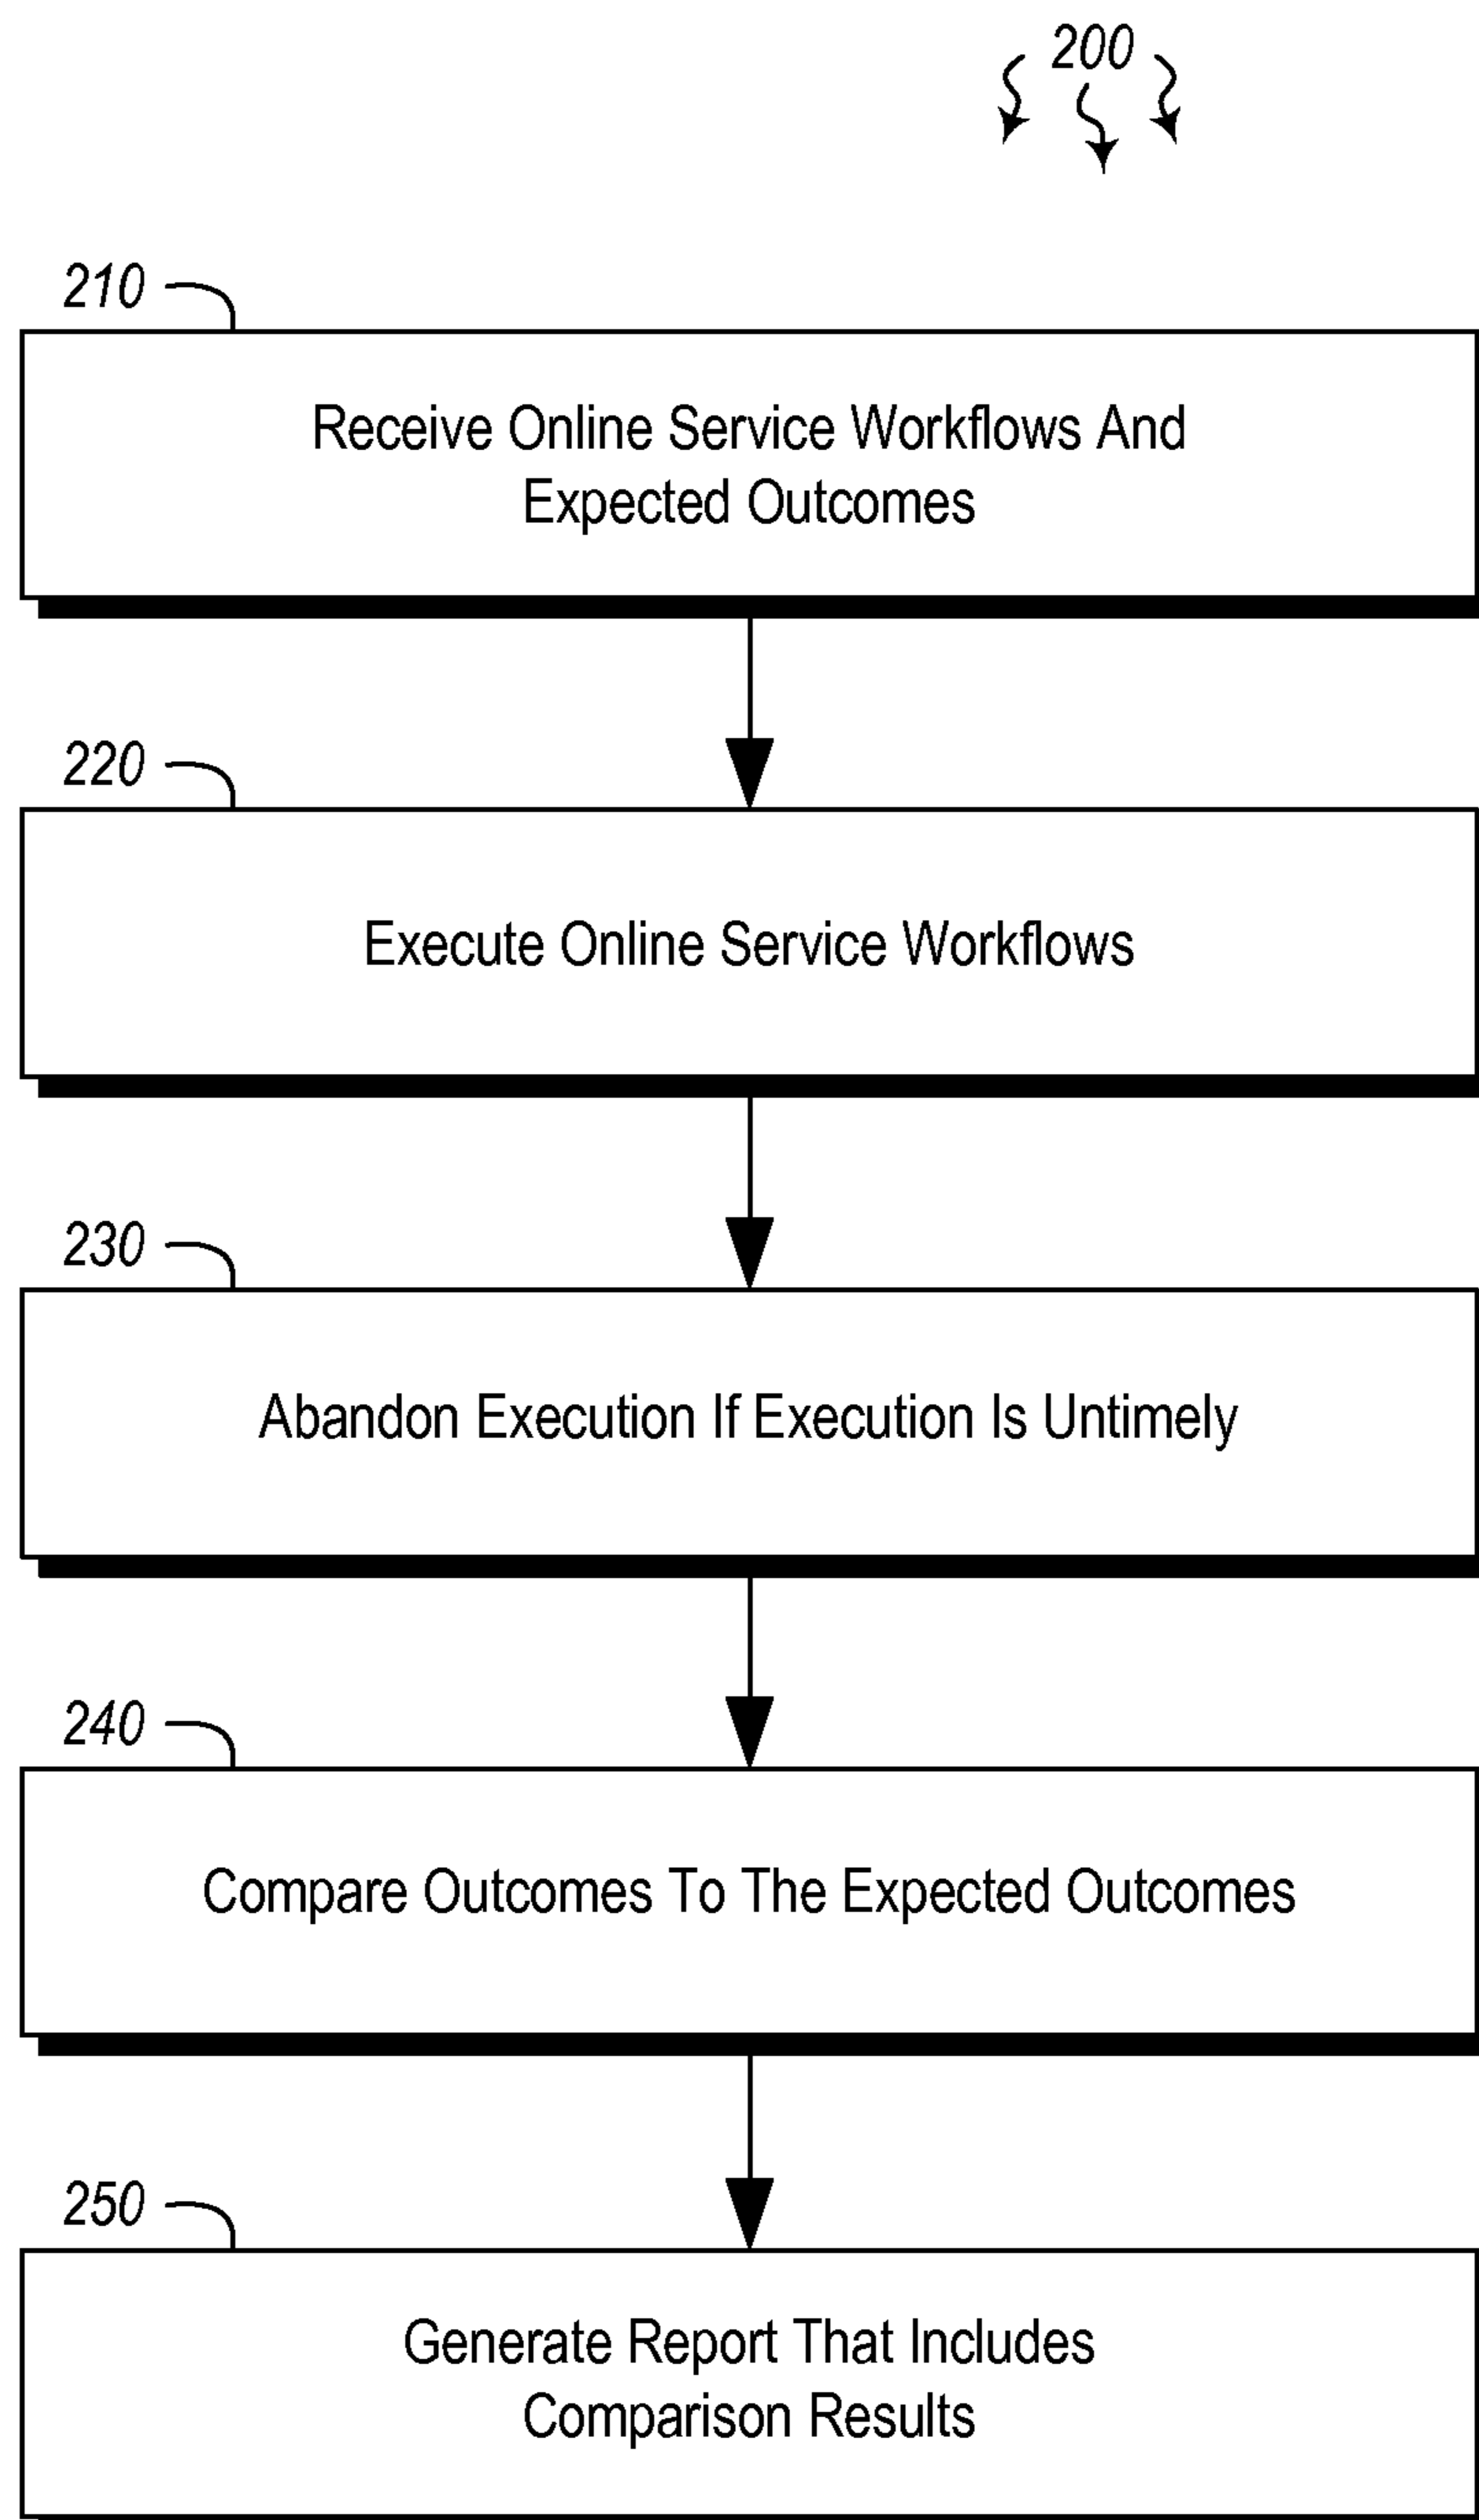 200
210
Receive Online Service Workflows And
Expected Outcomes
220
Execute Online Service Workflows
230
Abandon Execution If Execution Is Untimely
240
Compare Outcomes To The Expected Outcomes
250
Generate Report That Includes
Comparison Results